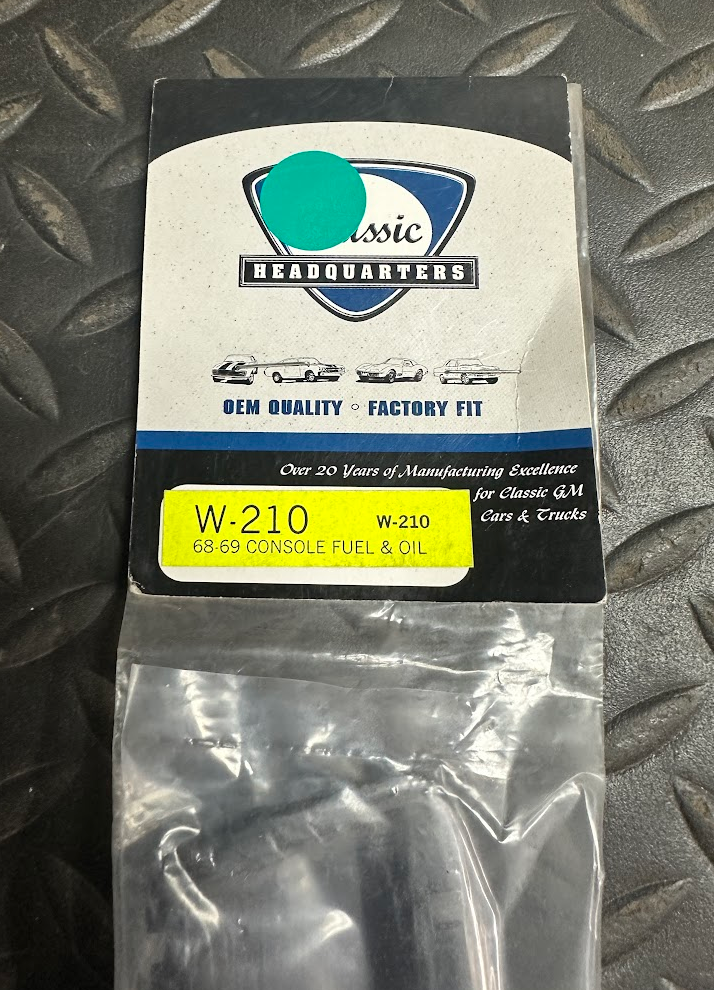 HEADQUARTERS
OEM QUALITY ◦ FACTORY FIT
Over 20 Years of Manufacturing Excellence
for Classic GM
Cars & Trucks
W-210 W-210
68-69 CONSOLE FUEL & OIL